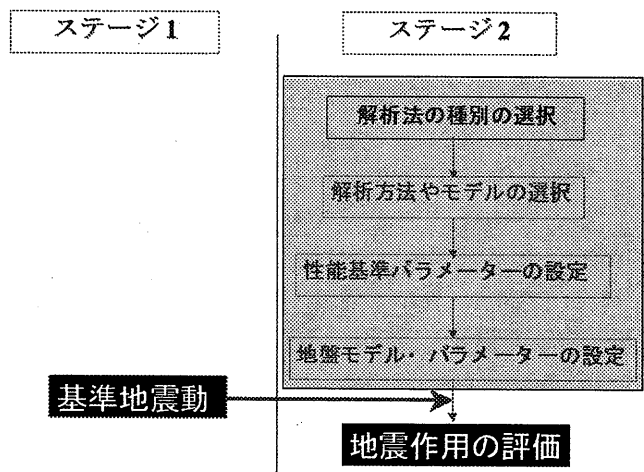 ステージ1
ステージ2
解析法の種別の選択
解析方法やモデルの選択
性能基準パラメーターの設定
地盤モデル・パラメーターの設定
基準地震動
地震作用の評価